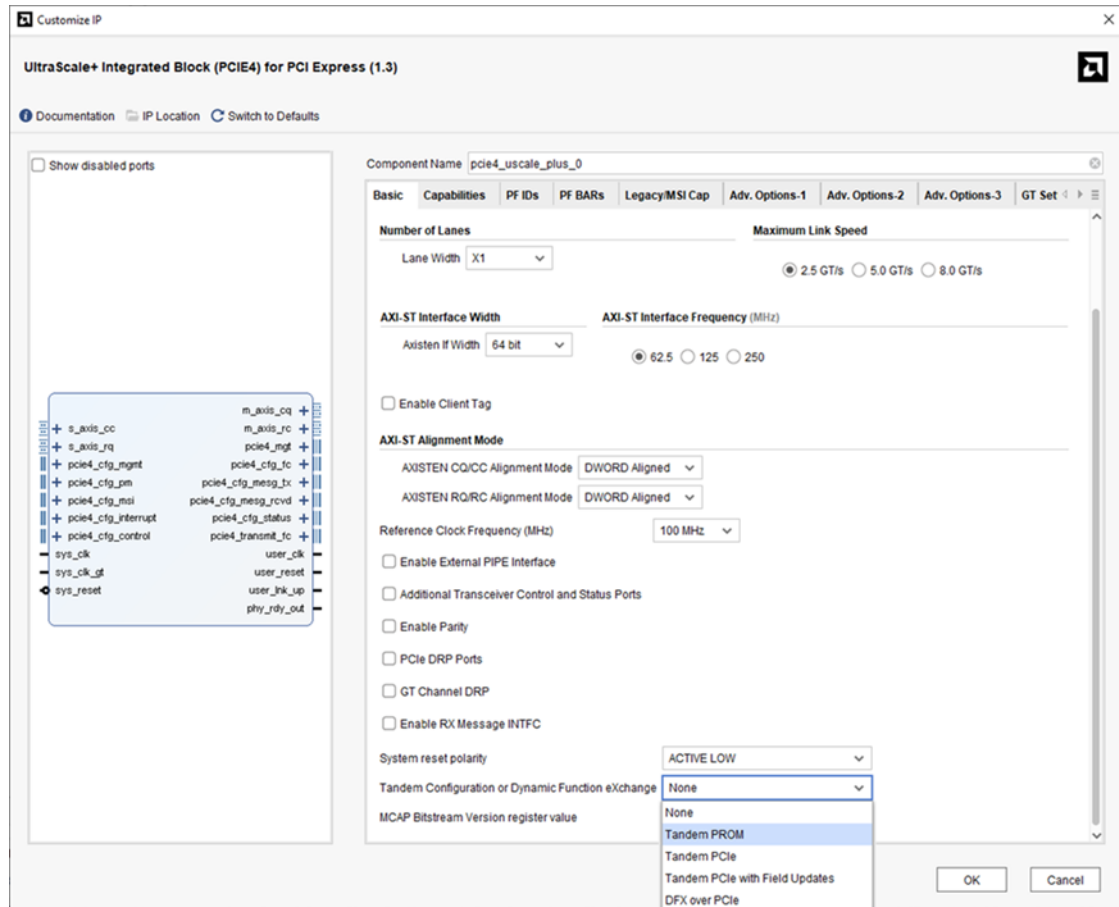 Customize IP
UltraScale+ Integrated Block (PCIE4) for PCI Express (1.3)
Documentation IP Location Switch to Defaults
Show disabled ports
m_axis_cq
s_axis_cc m_axis_rc
s_axis_rq pcie4_mgt
pcie4_cfg_mgmt pcie4_cfg_fc
pcie4_cfg_pm pcie4_cfg_mesg_tx
pcie4_cfg_msi pcie4_cfg_mesg_rcvd
pcie4_cfg_interrupt pcie4_cfg_status
pcie4_cfg_control pcie4_transmit_fc
sys_clk user_clk
sys_clk_gt user_reset
sys_reset user_lnk_up
phy_rdy_out
Component Name pcie4_uscale_plus_0
Basic Capabilities PF IDs PF BARs Legacy/MSI Cap Adv. Options-1 Adv. Options-2 Adv. Options-3 GT Set
Number of Lanes Maximum Link Speed
Lane Width X1
2.5 GT/s 5.0 GT/s 8.0 GT/s
AXI-ST Interface Width AXI-ST Interface Frequency (MHz)
Axisten If Width 64 bit
62.5 125 250
Enable Client Tag
AXI-ST Alignment Mode
AXISTEN CQ/CC Alignment Mode DWORD Aligned
AXISTEN RQ/RC Alignment Mode DWORD Aligned
Reference Clock Frequency (MHz) 100 MHz
Enable External PIPE Interface
Additional Transceiver Control and Status Ports
Enable Parity
PCIe DRP Ports
GT Channel DRP
Enable RX Message INTFC
System reset polarity ACTIVE LOW
Tandem Configuration or Dynamic Function eXchange None
MCAP Bitstream Version register value
None
Tandem PROM
Tandem PCIe
Tandem PCIe with Field Updates
DFX over PCIe
OK Cancel